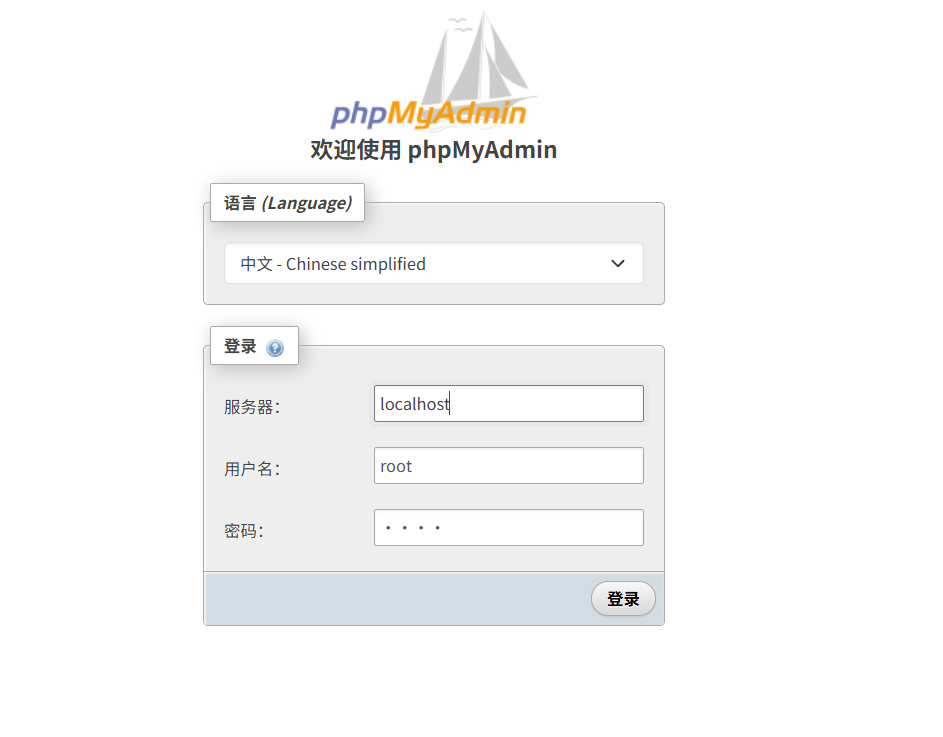 phpMyAdmin
欢迎使用 phpMyAdmin
语言 (Language)
中文 - Chinese simplified
登录
服务器：
localhost
用户名：
root
密码：
····
登录